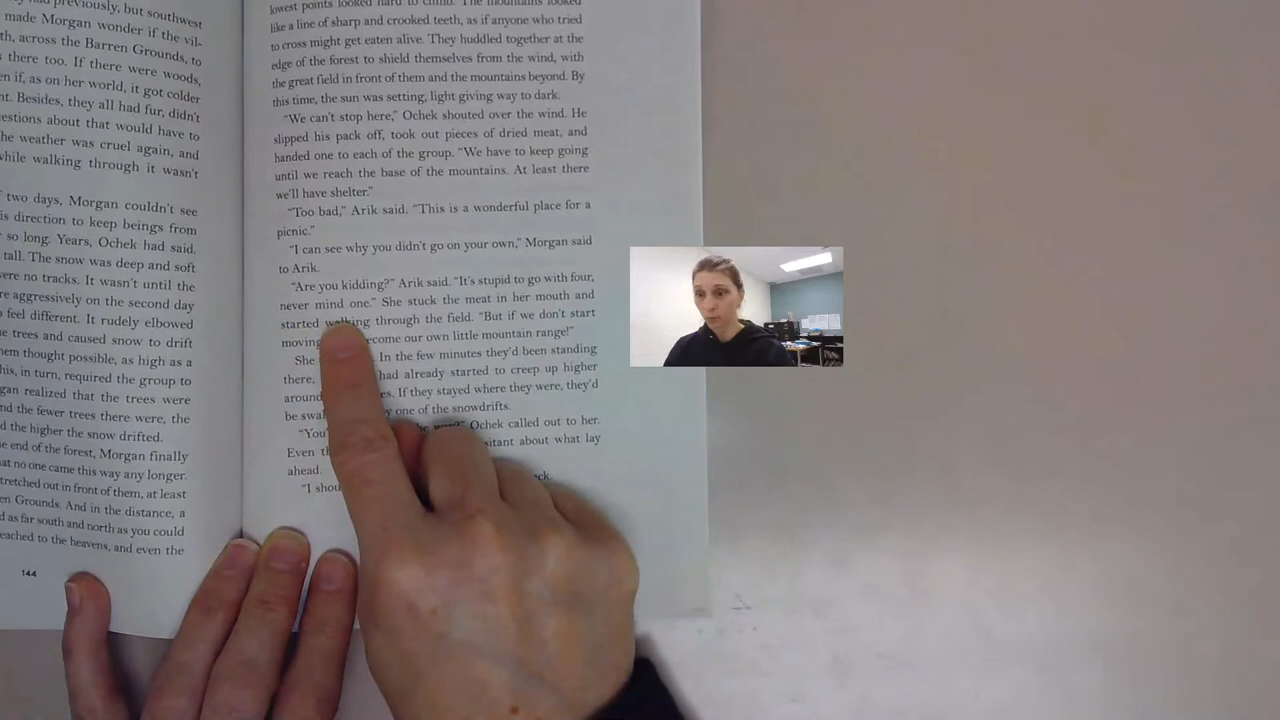 previously, but southwest
made Morgan wonder if the vil-
th, across the Barren Grounds, to
there too. If there were woods,
en if, as on her world, it got colder
nt. Besides, they all had fur, didn't
estions about that would have to
he weather was cruel again, and
while walking through it wasn't
two days, Morgan couldn't see
is direction to keep beings from
so long. Years, Ochek had said.
tall. The snow was deep and soft
ere no tracks. It wasn't until the
re aggressively on the second day
feel different. It rudely elbowed
e trees and caused snow to drift
em thought possible, as high as a
his, in turn, required the group to
gan realized that the trees were
nd the fewer trees there were, the
d the higher the snow drifted.
e end of the forest, Morgan finally
at no one came this way any longer.
tretched out in front of them, at least
en Grounds. And in the distance, a
d as far south and north as you could
eached to the heavens, and even the
144
lowest points looked hard to climb. The mountains looked
like a line of sharp and crooked teeth, as if anyone who tried
to cross might get eaten alive. They huddled together at the
edge of the forest to shield themselves from the wind, with
the great field in front of them and the mountains beyond. By
this time, the sun was setting, light giving way to dark.
"We can't stop here," Ochek shouted over the wind. He
slipped his pack off, took out pieces of dried meat, and
handed one to each of the group. "We have to keep going
until we reach the base of the mountains. At least there
we'll have shelter."
"Too bad," Arik said. "This is a wonderful place for a
picnic."
"I can see why you didn't go on your own," Morgan said
to Arik.
"Are you kidding?" Arik said. "It's stupid to go with four,
never mind one." She stuck the meat in her mouth and
started walking through the field. "But if we don't start
moving ecome our own little mountain range!"
She In the few minutes they'd been standing
there, had already started to creep up higher
around es. If they stayed where they were, they'd
be swa y one of the snowdrifts.
"You' Ochek called out to her.
Even th sitant about what lay
ahead.
"I shou ck.